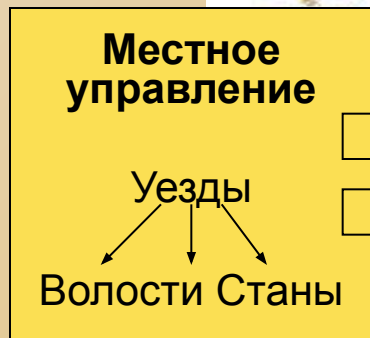 Местное
управление
Уезды
Волости Станы